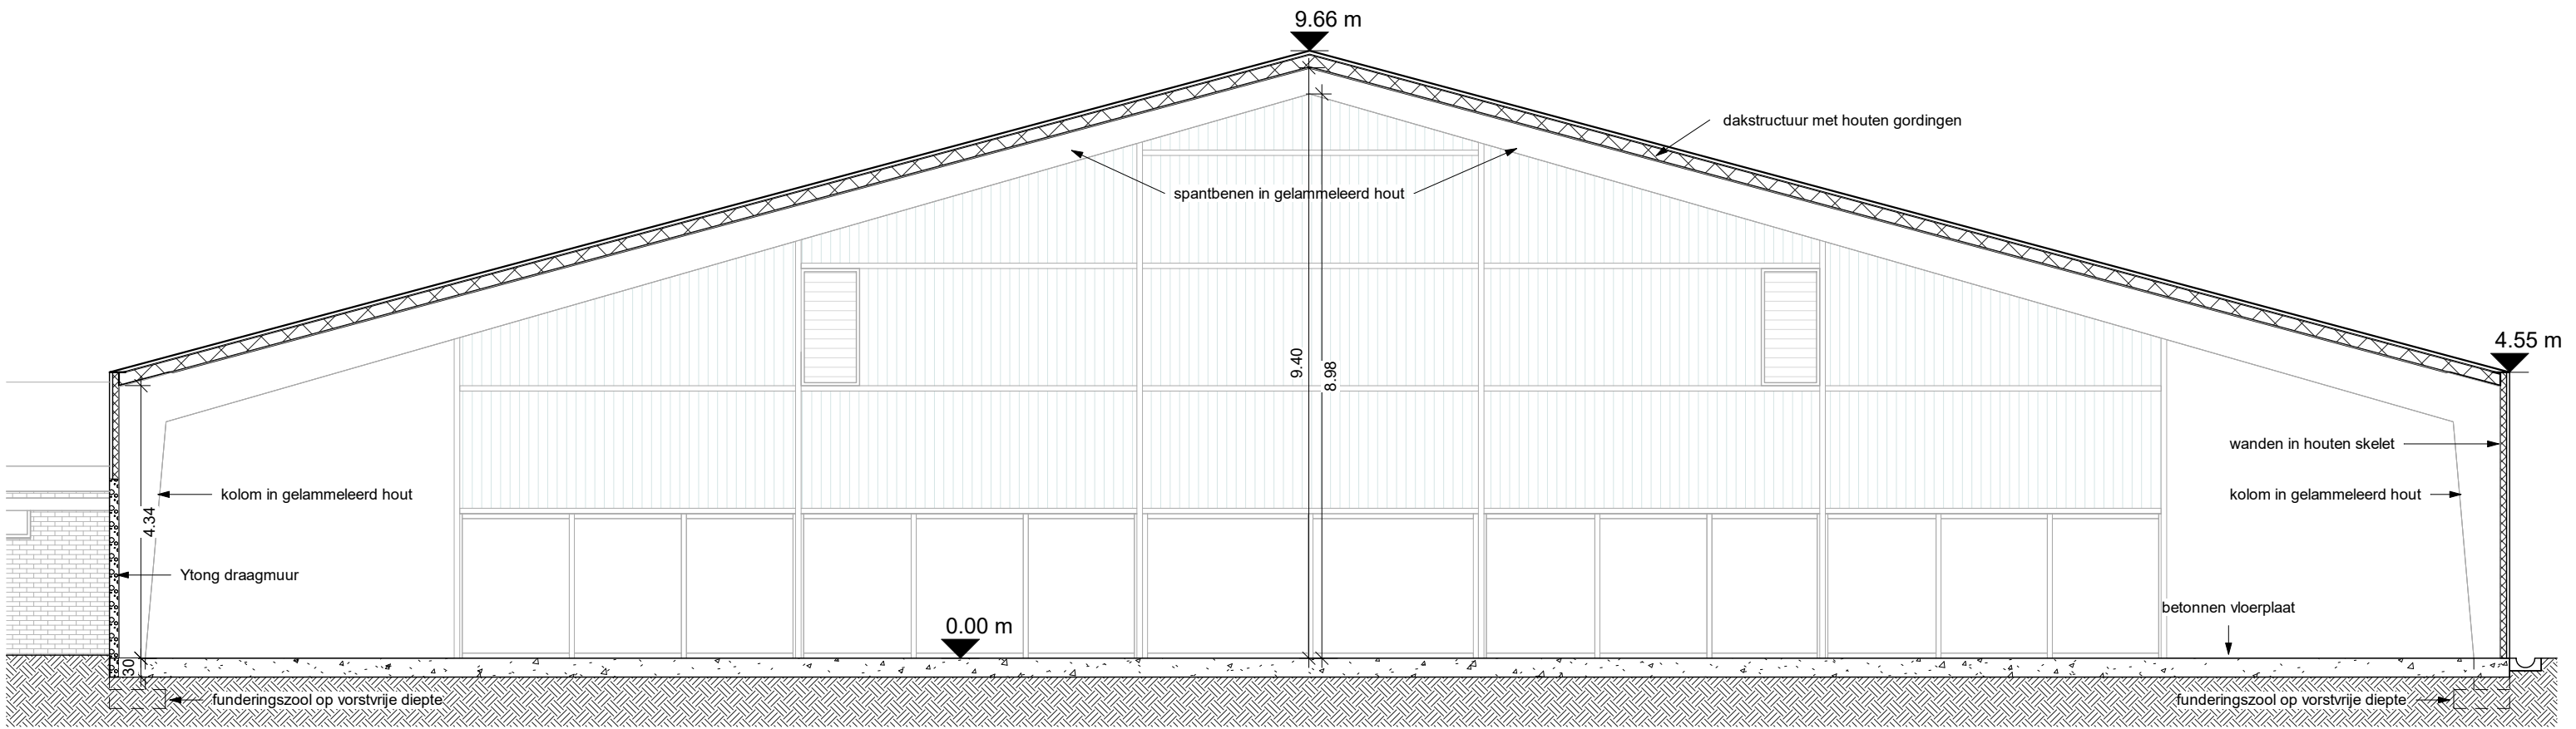 9.66 m
dakstructuur met houten gordingen
spantbenen in gelammeleerd hout
4.55 m
9.40
8.98
wanden in houten skelet
kolom in gelammeleerd hout
kolom in gelammeleerd hout
4.34
Ytong draagmuur
betonnen vloerplaat
0.00 m
30
funderingszool op vorstvrije diepte
funderingszool op vorstvrije diepte